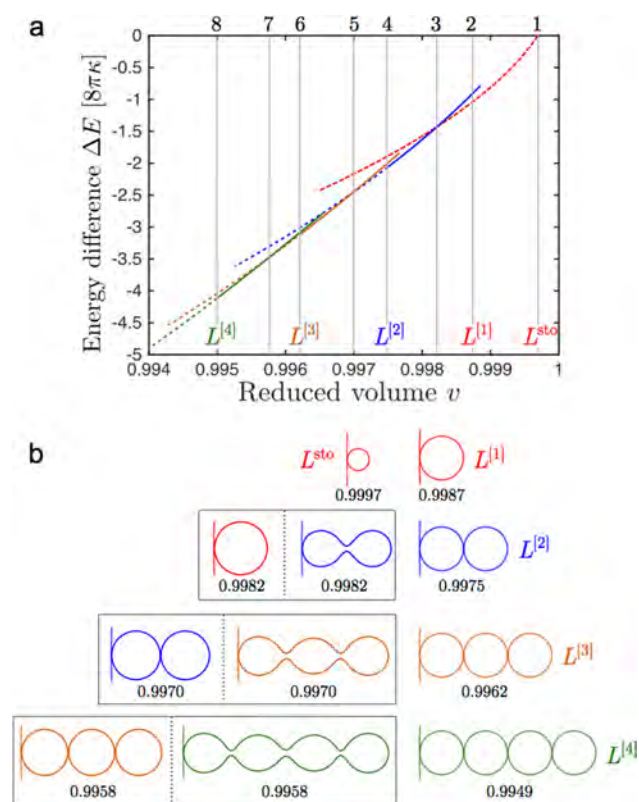 a
8 7 6 5 4 3 2 1
Energy difference ΔE [8πκ]
0
-0.5
-1
-1.5
-2
-2.5
-3
-3.5
-4
-4.5
-5
L^[4] L^[3] L^[2] L^[1] L^sto
0.994 0.995 0.996 0.997 0.998 0.999 1
Reduced volume v
b
L^sto L^[1]
0.9997 0.9987
L^[2]
0.9982 0.9982 0.9975
L^[3]
0.9970 0.9970 0.9962
L^[4]
0.9958 0.9958 0.9949